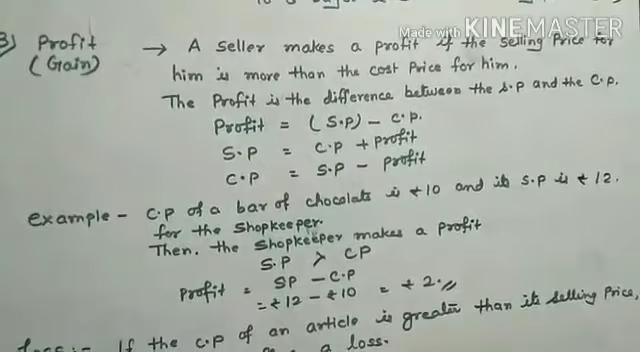 Made with KINEMASTER
3) Profit → A seller makes a profit if the selling Price for
(Gain) him is more than the cost Price for him.
The Profit is the difference between the S.P and the C.P.
Profit = (S.P) - C.P.
S.P = C.P + Profit
C.P = S.P - Profit
example - C.P of a bar of chocolate is ₹10 and its S.P is ₹12.
for the Shopkeeper.
Then. the Shopkeeper makes a Profit
S.P > CP
Profit = SP - C.P
= ₹12 - ₹10 = ₹2.//
If the C.P of an article is greater than its selling Price,
a loss.